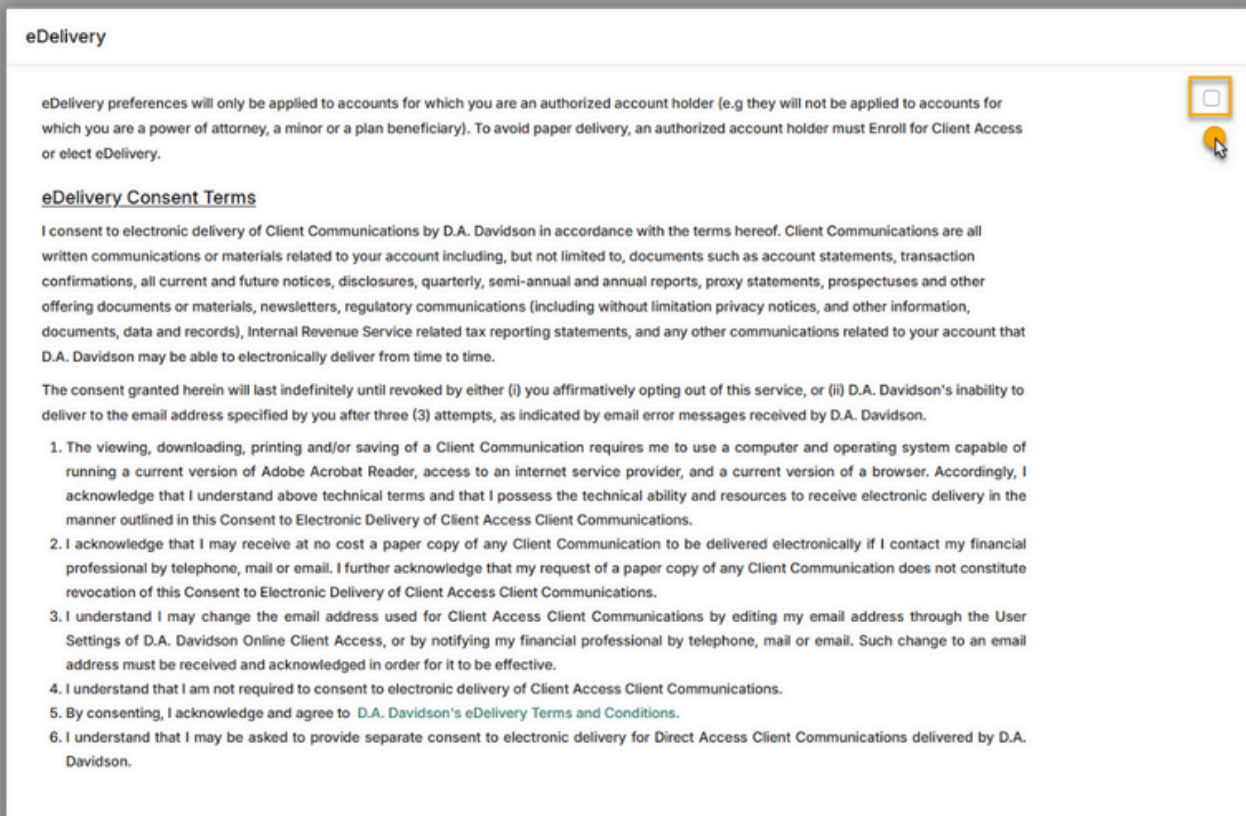 eDelivery
eDelivery preferences will only be applied to accounts for which you are an authorized account holder (e.g they will not be applied to accounts for
which you are a power of attorney, a minor or a plan beneficiary). To avoid paper delivery, an authorized account holder must Enroll for Client Access
or elect eDelivery.
eDelivery Consent Terms
I consent to electronic delivery of Client Communications by D.A. Davidson in accordance with the terms hereof. Client Communications are all
written communications or materials related to your account including, but not limited to, documents such as account statements, transaction
confirmations, all current and future notices, disclosures, quarterly, semi-annual and annual reports, proxy statements, prospectuses and other
offering documents or materials, newsletters, regulatory communications (including without limitation privacy notices, and other information,
documents, data and records), Internal Revenue Service related tax reporting statements, and any other communications related to your account that
D.A. Davidson may be able to electronically deliver from time to time.
The consent granted herein will last indefinitely until revoked by either (i) you affirmatively opting out of this service, or (ii) D.A. Davidson's inability to
deliver to the email address specified by you after three (3) attempts, as indicated by email error messages received by D.A. Davidson.
1. The viewing, downloading, printing and/or saving of a Client Communication requires me to use a computer and operating system capable of
running a current version of Adobe Acrobat Reader, access to an internet service provider, and a current version of a browser. Accordingly, I
acknowledge that I understand above technical terms and that I possess the technical ability and resources to receive electronic delivery in the
manner outlined in this Consent to Electronic Delivery of Client Access Client Communications.
2. I acknowledge that I may receive at no cost a paper copy of any Client Communication to be delivered electronically if I contact my financial
professional by telephone, mail or email. I further acknowledge that my request of a paper copy of any Client Communication does not constitute
revocation of this Consent to Electronic Delivery of Client Access Client Communications.
3. I understand I may change the email address used for Client Access Client Communications by editing my email address through the User
Settings of D.A. Davidson Online Client Access, or by notifying my financial professional by telephone, mail or email. Such change to an email
address must be received and acknowledged in order for it to be effective.
4. I understand that I am not required to consent to electronic delivery of Client Access Client Communications.
5. By consenting, I acknowledge and agree to D.A. Davidson's eDelivery Terms and Conditions.
6. I understand that I may be asked to provide separate consent to electronic delivery for Direct Access Client Communications delivered by D.A.
Davidson.